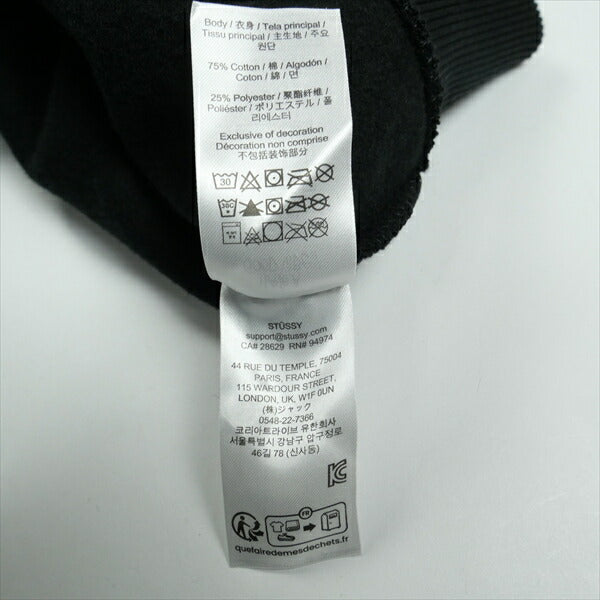 Body / 衣身 / Tela principal /
Tissu principal / 主生地 / 주요
원단
75% Cotton / 棉 / Algodón /
Coton / 綿 / 면
25% Polyester / 聚酯纤维 /
Poliéster / ポリエステル / 폴
리에스터
Exclusive of decoration
Décoration non comprise
不包括装饰部分
30
30C
STÜSSY
support@stussy.com
CA# 28629 RN# 94974
44 RUE DU TEMPLE, 75004
PARIS, FRANCE
115 WARDOUR STREET,
LONDON, UK, W1F 0UN
(株)ジャック
0548-22-7366
코리아트라이브 유한회사
서울특별시 강남구 압구정로
46길 78 (신사동)
FR
quefairedemesdechets.fr